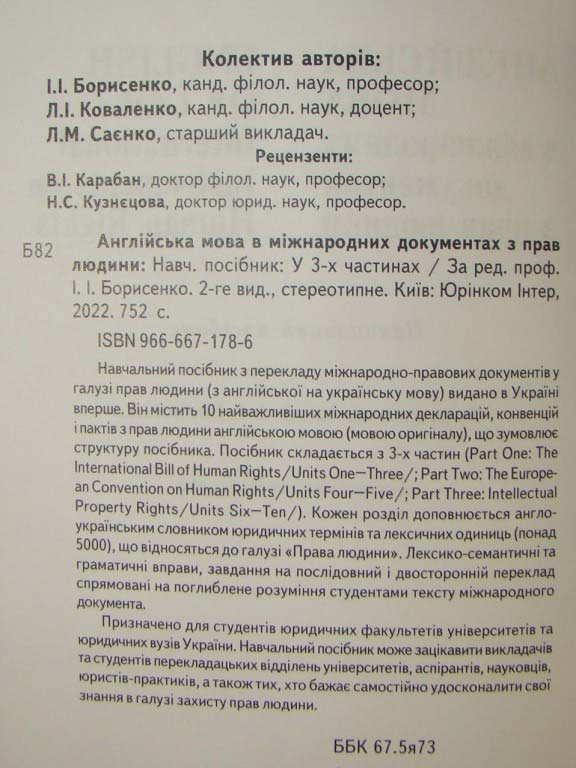 Колектив авторів:
І.І. Борисенко, канд. філол. наук, професор;
Л.І. Коваленко, канд. філол. наук, доцент;
Л.М. Саєнко, старший викладач.
Рецензенти:
В.І. Карабан, доктор філол. наук, професор;
Н.С. Кузнєцова, доктор юрид. наук, професор.
Б82
Англійська мова в міжнародних документах з прав
людини: Навч. посібник: У 3-х частинах / За ред. проф.
І. І. Борисенко. 2-ге вид., стереотипне. Київ: Юрінком Інтер,
2022. 752 с.
ISBN 966-667-178-6
Навчальний посібник з перекладу міжнародно-правових документів у
галузі прав людини (з англійської на українську мову) видано в Україні
вперше. Він містить 10 найважливіших міжнародних декларацій, конвенцій
і пактів з прав людини англійською мовою (мовою оригіналу), що зумовлює
структуру посібника. Посібник складається з 3-х частин (Part One: The
International Bill of Human Rights/Units One—Three/; Part Two: The Europe-
an Convention on Human Rights/Units Four—Five/; Part Three: Intellectual
Property Rights/Units Six—Ten/). Кожен розділ доповнюється англо-
українським словником юридичних термінів та лексичних одиниць (понад
5000), що відносяться до галузі «Права людини». Лексико-семантичні та
граматичні вправи, завдання на послідовний і двосторонній переклад
спрямовані на поглиблене розуміння студентами тексту міжнародного
документа.
Призначено для студентів юридичних факультетів університетів та
юридичних вузів України. Навчальний посібник може зацікавити викладачів
та студентів перекладацьких відділень університетів, аспірантів, науковців,
юристів-практиків, а також тих, хто бажає самостійно удосконалити свої
знання в галузі захисту прав людини.
ББК 67.5я73